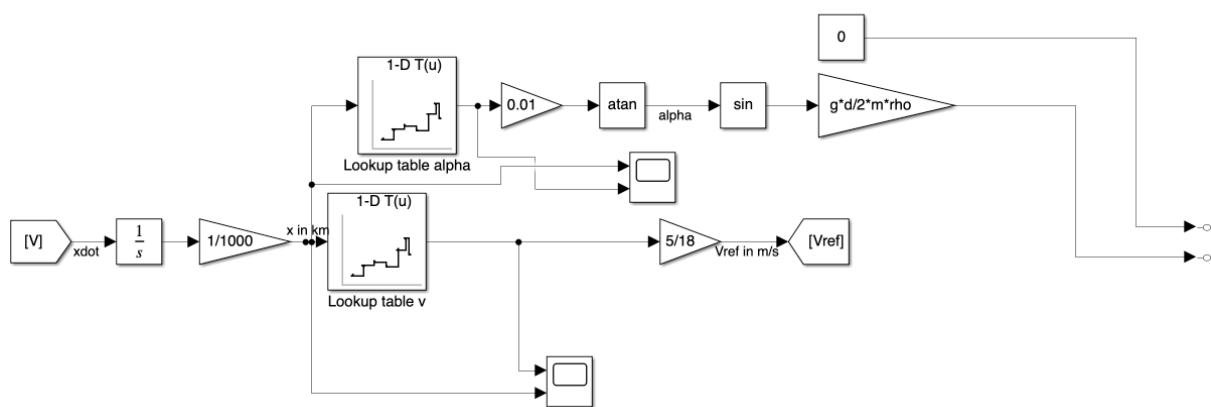 0
1-D T(u)
0.01
atan
alpha
sin
g*d/2*m*rho
Lookup table alpha
1-D T(u)
[V]
xdot
1
s
1/1000
x in km
5/18
Vref in m/s
[Vref]
Lookup table v